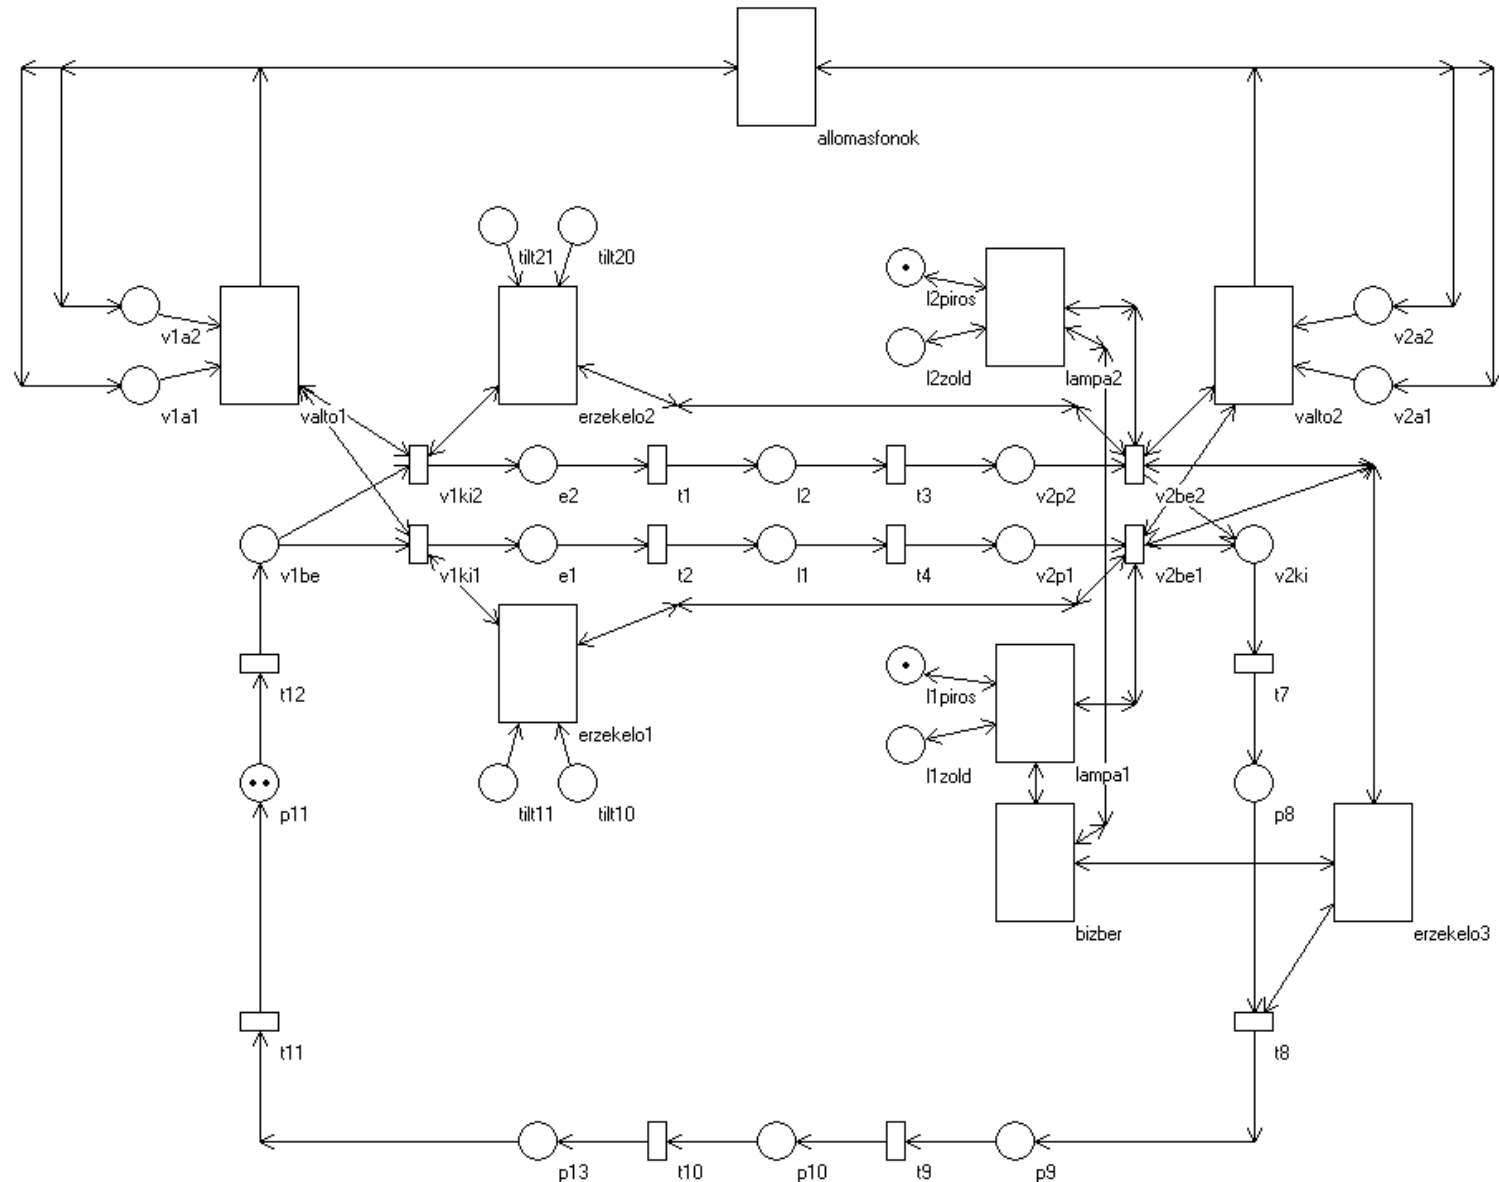 allomasfonok
tilt21
tilt20
l2piros
v1a2
v2a2
l2zold
lampa2
v1a1
valto1
erzekelo2
valto2
v2a1
v1ki2
e2
t1
l2
t3
v2p2
v2be2
v1be
v1ki1
e1
t2
l1
t4
v2p1
v2be1
v2ki
t12
l1piros
t7
erzekelo1
l1zold
lampa1
p11
tilt11
tilt10
p8
bizber
erzekelo3
t11
t8
p13
t10
p10
t9
p9